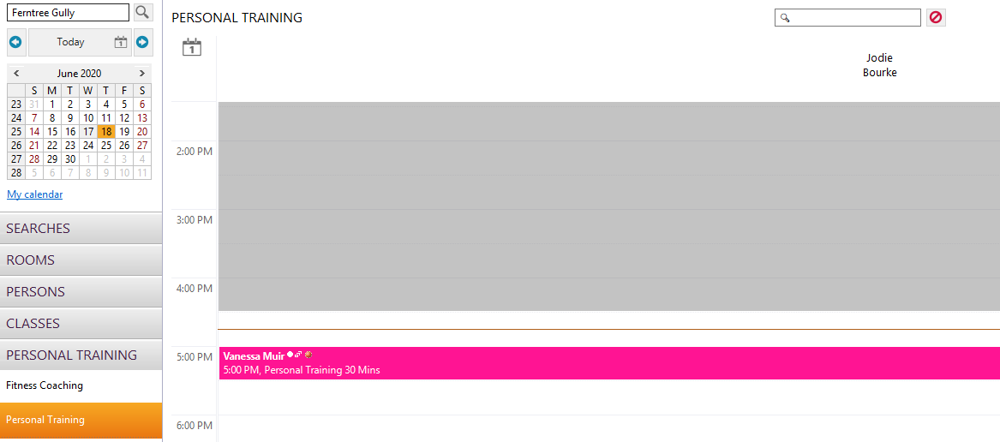 Ferntree Gully
Today
1
June 2020
S M T W T F S
23 31 1 2 3 4 5 6
24 7 8 9 10 11 12 13
25 14 15 16 17 18 19 20
26 21 22 23 24 25 26 27
27 28 29 30 1 2 3 4
28 5 6 7 8 9 10 11
My calendar
SEARCHES
ROOMS
PERSONS
CLASSES
PERSONAL TRAINING
Fitness Coaching
Personal Training
PERSONAL TRAINING
1
Jodie
Bourke
2:00 PM
3:00 PM
4:00 PM
5:00 PM
Vanessa Muir
5:00 PM, Personal Training 30 Mins
6:00 PM